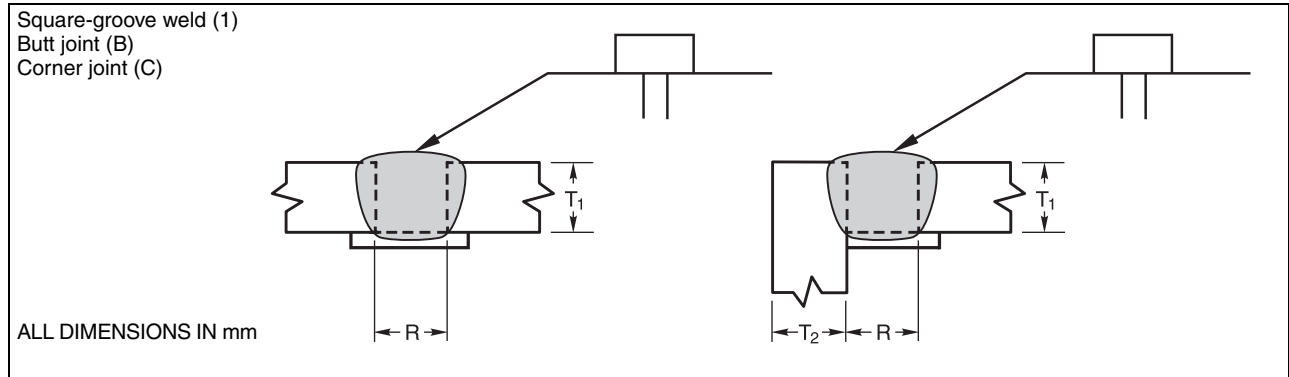 Square-groove weld (1)
Butt joint (B)
Corner joint (C)
T1
T1
R
T2
R
ALL DIMENSIONS IN mm